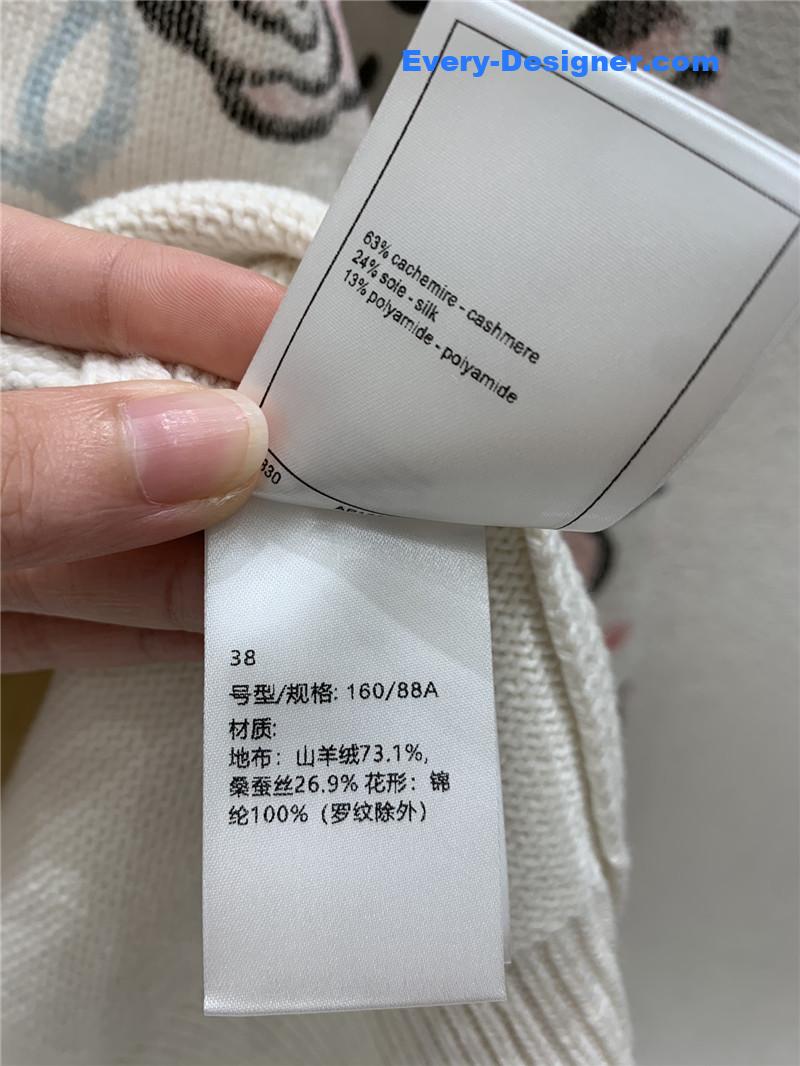 Every-Designer.com
63% cachemire - cashmere
24% soie - silk
13% polyamide - polyamide
330
38
号型/规格: 160/88A
材质:
地布：山羊绒73.1%,
桑蚕丝26.9% 花形：锦
纶100%（罗纹除外）